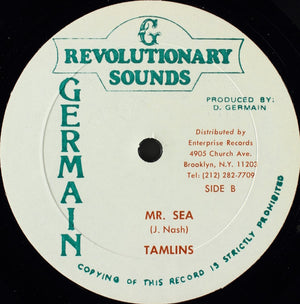 G
REVOLUTIONARY
SOUNDS
GERMAIN
PRODUCED BY:
D. GERMAIN
Distributed by
Enterprise Records
4905 Church Ave.
Brooklyn, N.Y. 11203
Tel: (212) 282-7709
SIDE B
MR. SEA
(J. Nash)
TAMLINS
COPYING OF THIS RECORD IS STRICTLY PROHIBITED